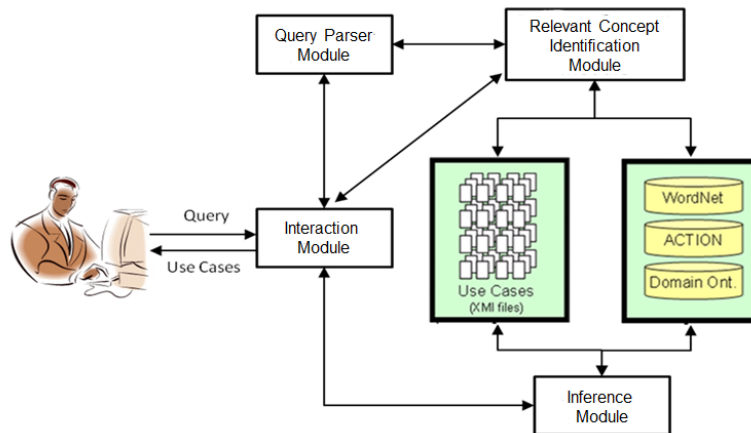 Query Parser
Module
Relevant Concept
Identification
Module
Query
Use Cases
Interaction
Module
Use Cases
(XMI files)
WordNet
ACTION
Domain Ont.
Inference
Module